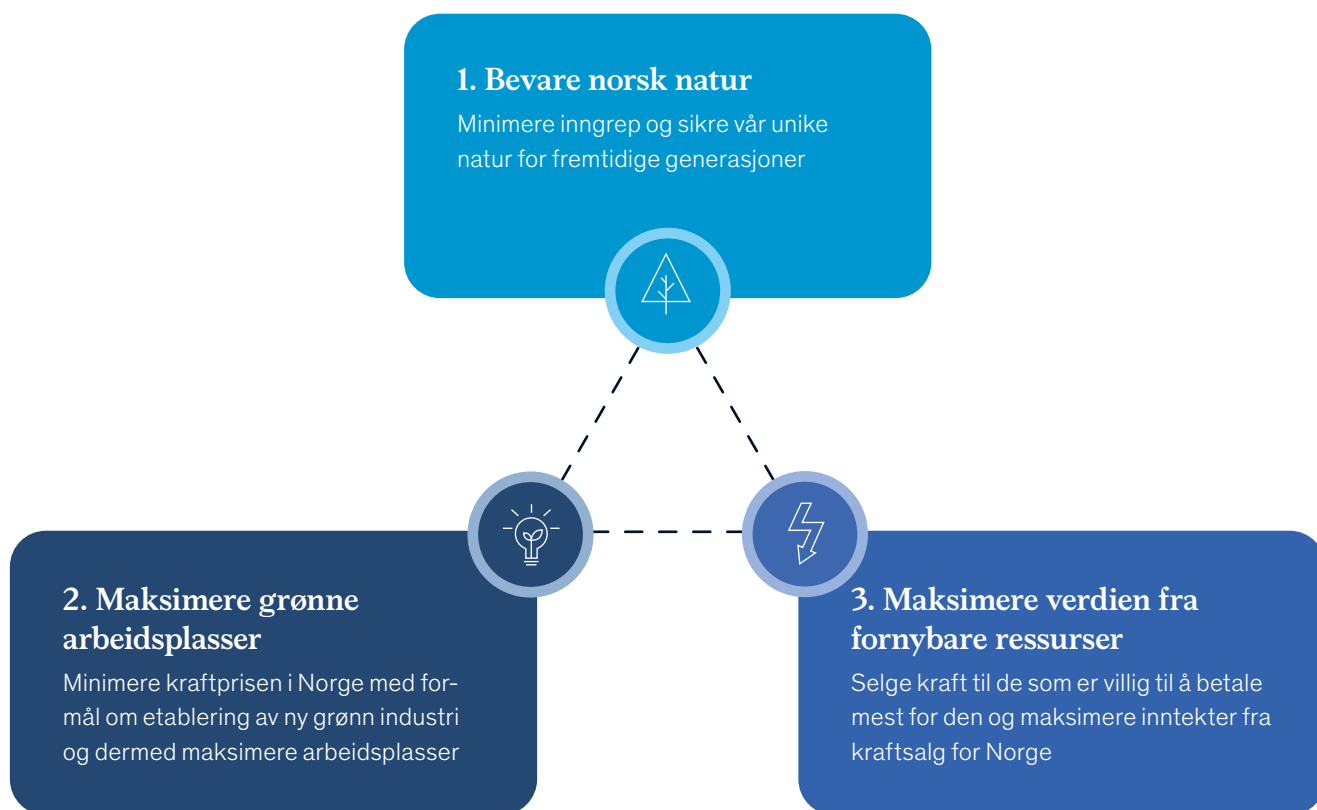 1. Bevare norsk natur
Minimere inngrep og sikre vår unike
natur for fremtidige generasjoner
2. Maksimere grønne
arbeidsplasser
Minimere kraftprisen i Norge med for-
mål om etablering av ny grønn industri
og dermed maksimere arbeidsplasser
3. Maksimere verdien fra
fornybare ressurser
Selge kraft til de som er villig til å betale
mest for den og maksimere inntekter fra
kraftsalg for Norge